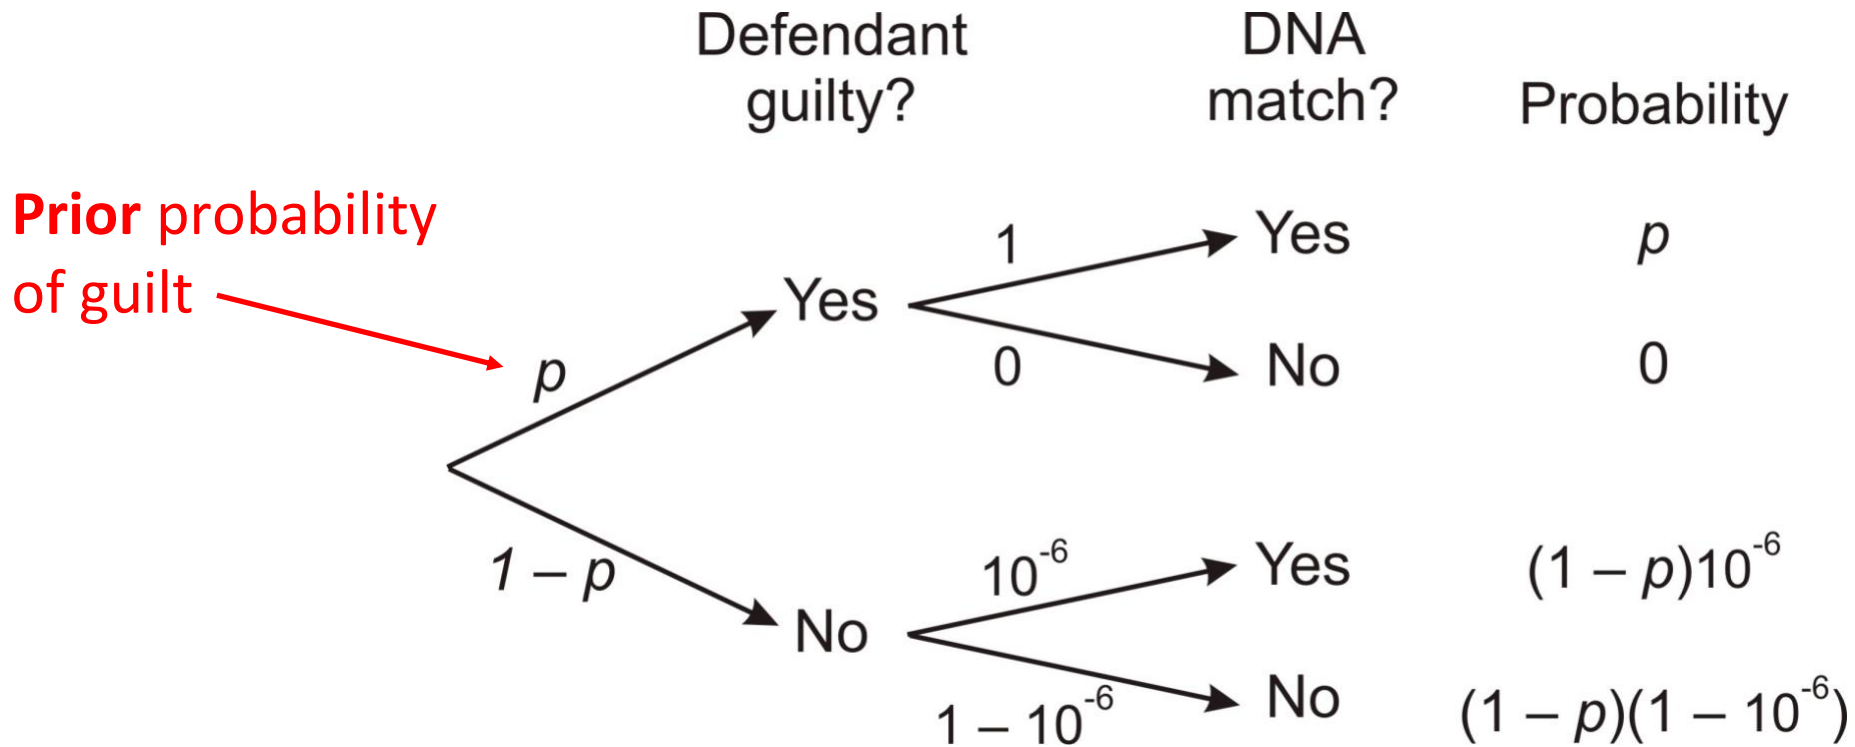 Defendant
guilty?
DNA
match?
Probability
Prior probability
of guilt
p
1 – p
Yes
No
1
0
10⁻⁶
1 – 10⁻⁶
Yes
No
Yes
No
p
0
(1 – p)10⁻⁶
(1 – p)(1 – 10⁻⁶)